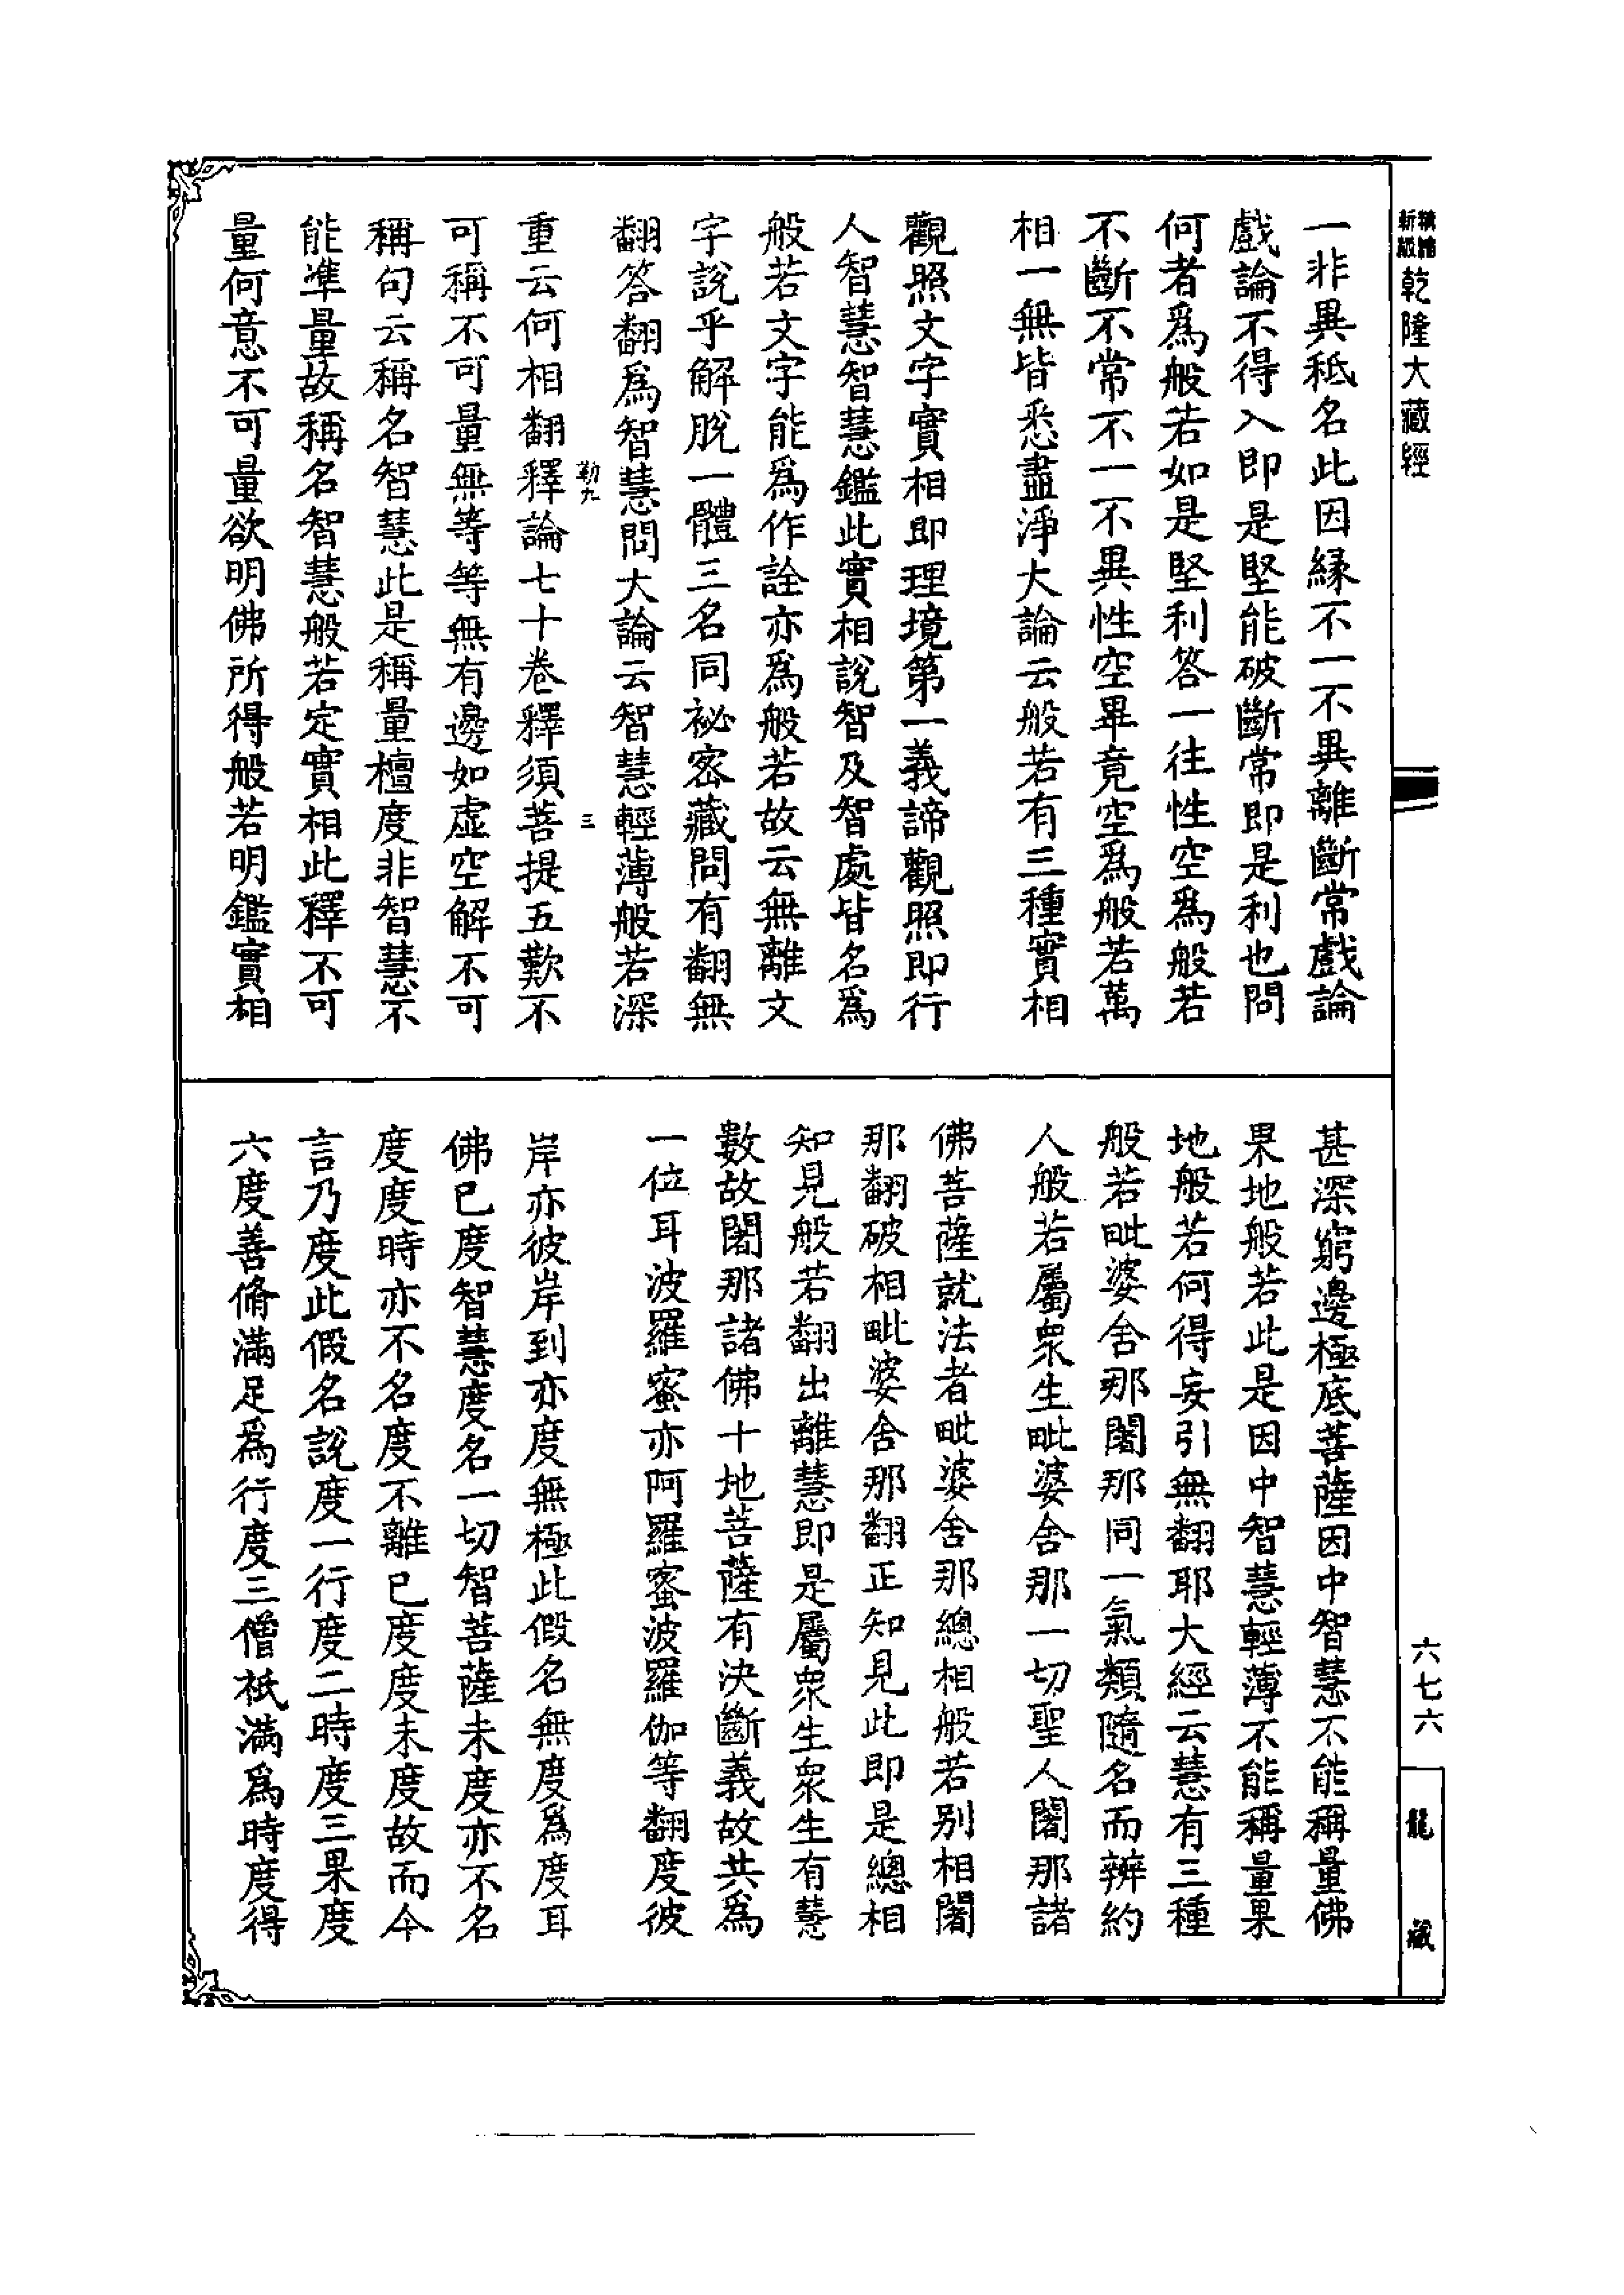 精縮
新版
乾隆大藏經
一非異秪名此因緣不一不異離斷常戲論
戲論不得入即是堅能破斷常即是利也問
何者爲般若如是堅利答一往性空爲般若
不斷不常不一不異性空畢竟空爲般若萬
相一無皆悉盡淨大論云般若有三種實相
觀照文字實相即理境第一義諦觀照即行
人智慧智慧鑑此實相說智及智處皆名爲
般若文字能爲作詮亦爲般若故云無離文
字說乎解脫一體三名同祕密藏問有翻無
翻答翻爲智慧問大論云智慧輕薄般若深
勒九
三
重云何相翻釋論七十卷釋須菩提五歎不
可稱不可量無等等無有邊如虛空解不可
稱句云稱名智慧此是稱量檀度非智慧不
能準量故稱名智慧般若定實相此釋不可
量何意不可量欲明佛所得般若明鑑實相
甚深窮邊極底菩薩因中智慧不能稱量佛
果地般若此是因中智慧輕薄不能稱量果
地般若何得妄引無翻耶大經云慧有三種
般若毗婆舍那闍那同一氣類隨名而辨約
人般若屬衆生毗婆舍那一切聖人闍那諸
佛菩薩就法者毗婆舍那總相般若別相闍
那翻破相毗婆舍那翻正知見此即是總相
知見般若翻出離慧即是屬衆生衆生有慧
數故闍那諸佛十地菩薩有決斷義故共爲
一位耳波羅蜜亦阿羅蜜波羅伽等翻度彼
岸亦彼岸到亦度無極此假名無度爲度耳
佛已度智慧度名一切智菩薩未度亦不名
度度時亦不名度不離已度度未度故而今
言乃度此假名說度一行度二時度三果度
六度善脩滿足爲行度三僧祇滿爲時度得
六七六
龍藏